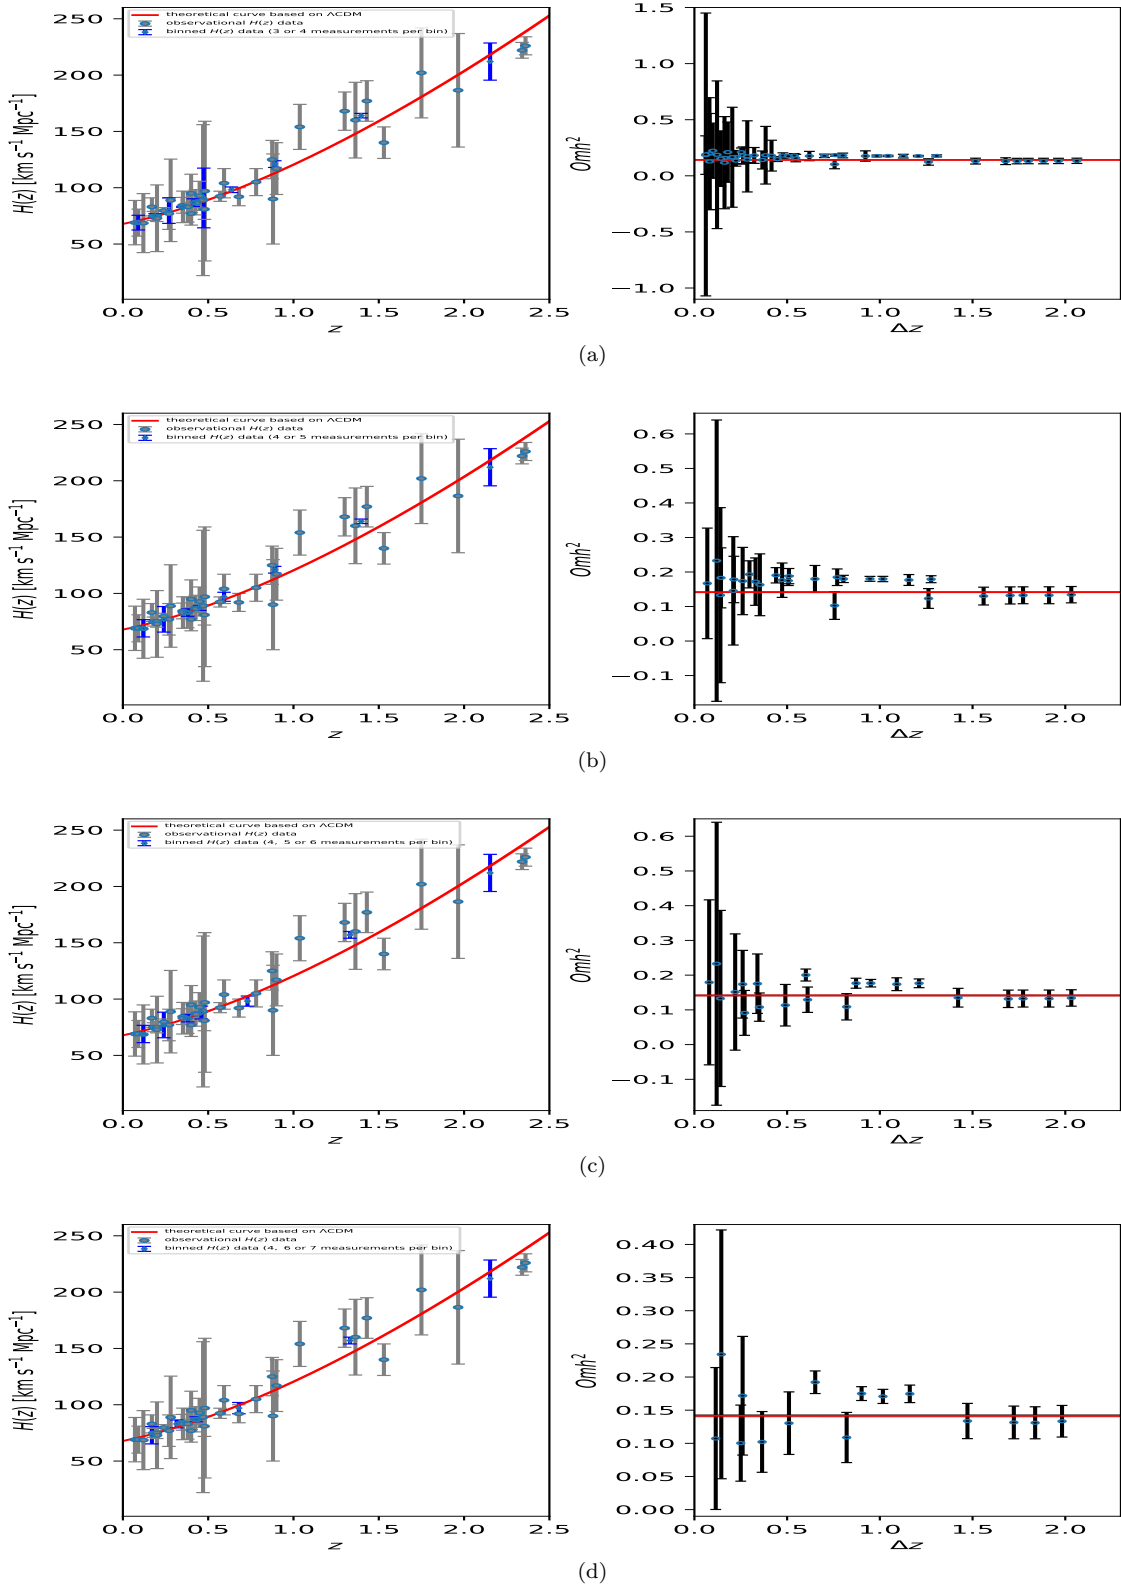 theoretical curve based on ΛCDM
observational H(z) data
binned H(z) data (3 or 4 measurements per bin)
H(z) [km s⁻¹ Mpc⁻¹]
250
200
150
100
50
0.0 0.5 1.0 1.5 2.0 2.5
z
Omh²
1.5
1.0
0.5
0.0
−0.5
−1.0
0.0 0.5 1.0 1.5 2.0
Δz
(a)
theoretical curve based on ΛCDM
observational H(z) data
binned H(z) data (4 or 5 measurements per bin)
H(z) [km s⁻¹ Mpc⁻¹]
250
200
150
100
50
0.0 0.5 1.0 1.5 2.0 2.5
z
Omh²
0.6
0.5
0.4
0.3
0.2
0.1
0.0
−0.1
0.0 0.5 1.0 1.5 2.0
Δz
(b)
theoretical curve based on ΛCDM
observational H(z) data
binned H(z) data (4, 5 or 6 measurements per bin)
H(z) [km s⁻¹ Mpc⁻¹]
250
200
150
100
50
0.0 0.5 1.0 1.5 2.0 2.5
z
Omh²
0.6
0.5
0.4
0.3
0.2
0.1
0.0
−0.1
0.0 0.5 1.0 1.5 2.0
Δz
(c)
theoretical curve based on ΛCDM
observational H(z) data
binned H(z) data (4, 6 or 7 measurements per bin)
H(z) [km s⁻¹ Mpc⁻¹]
250
200
150
100
50
0.0 0.5 1.0 1.5 2.0 2.5
z
Omh²
0.40
0.35
0.30
0.25
0.20
0.15
0.10
0.05
0.00
0.0 0.5 1.0 1.5 2.0
Δz
(d)